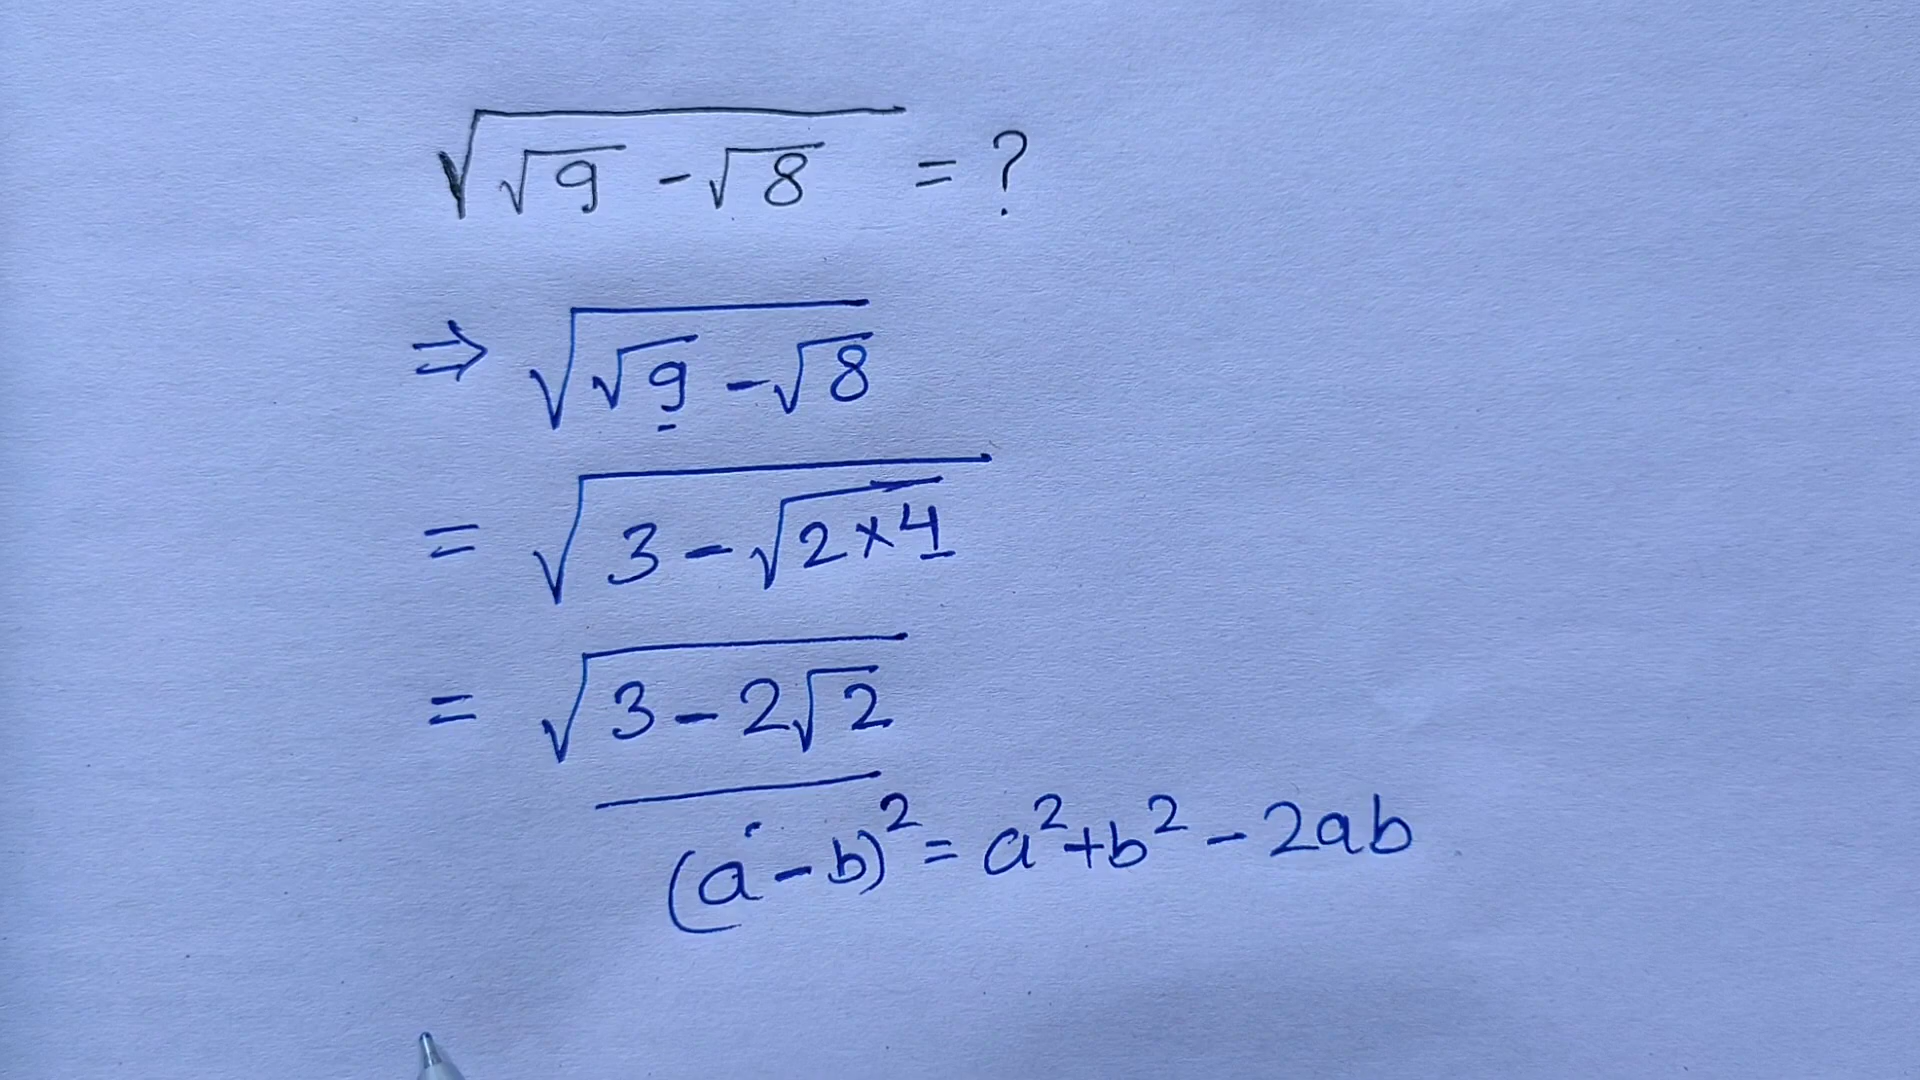 √(√9 - √8) = ?
⇒ √(√9 - √8)
= √(3 - √(2×4))
= √(3 - 2√2)
(a - b)² = a² + b² - 2ab